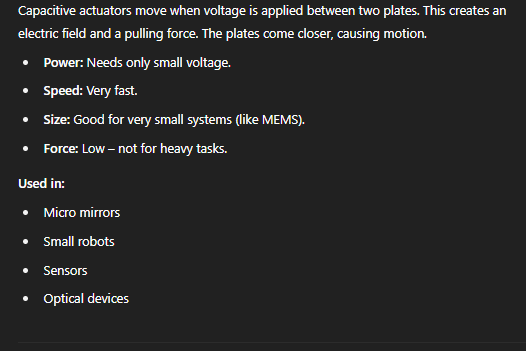 Capacitive actuators move when voltage is applied between two plates. This creates an
electric field and a pulling force. The plates come closer, causing motion.
• Power: Needs only small voltage.
• Speed: Very fast.
• Size: Good for very small systems (like MEMS).
• Force: Low – not for heavy tasks.
Used in:
• Micro mirrors
• Small robots
• Sensors
• Optical devices